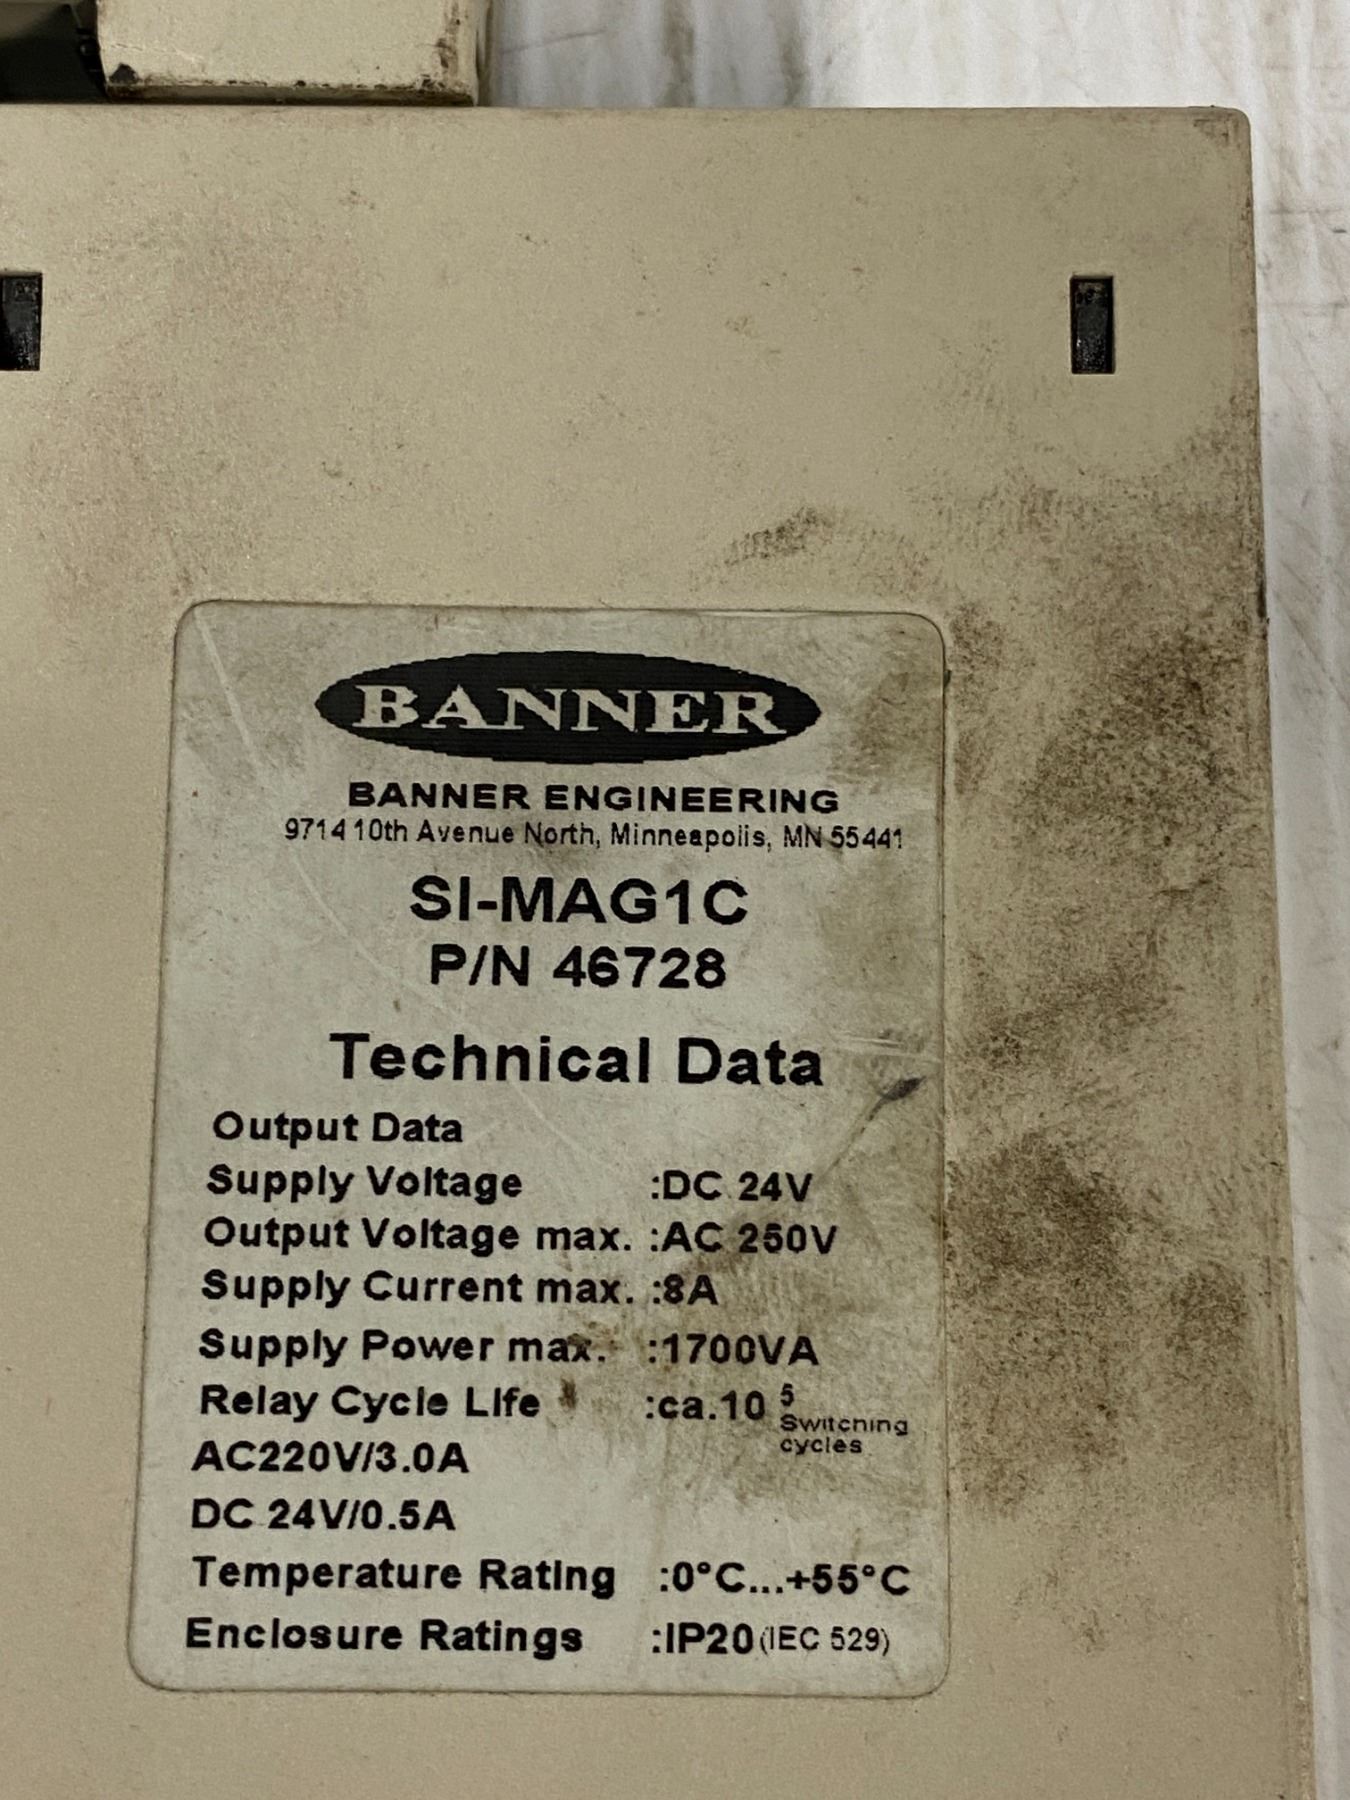 BANNER
BANNER ENGINEERING
9714 10th Avenue North, Minneapolis, MN 55441
SI-MAG1C
P/N 46728
Technical Data
Output Data
Supply Voltage :DC 24V
Output Voltage max. :AC 250V
Supply Current max. :8A
Supply Power max. :1700VA
Relay Cycle Life :ca.10 5 Switching
cycles
AC220V/3.0A
DC 24V/0.5A
Temperature Rating :0°C...+55°C
Enclosure Ratings :IP20(IEC 529)